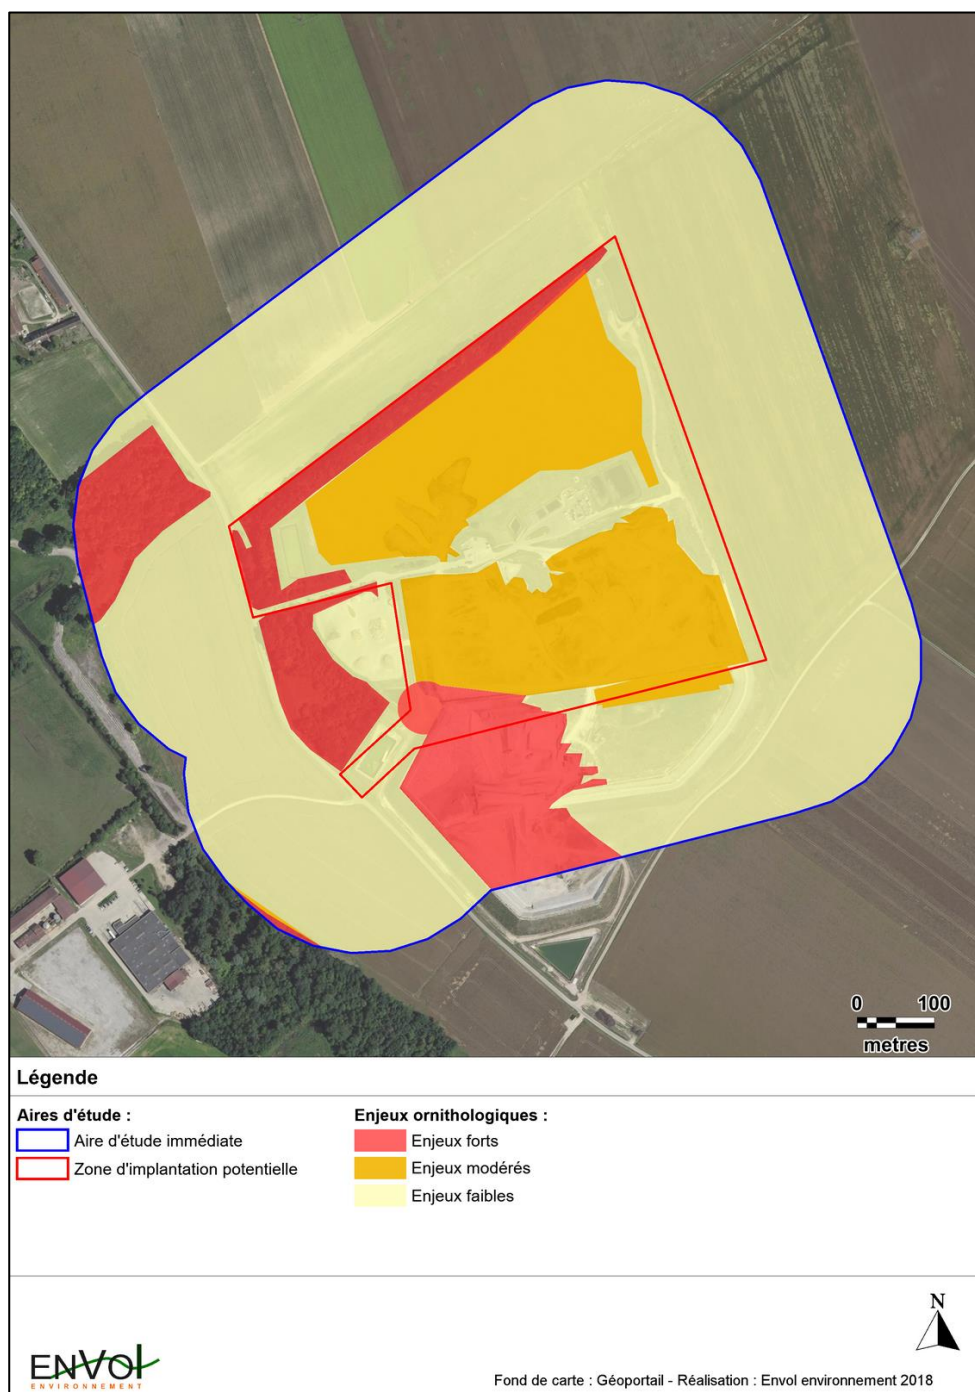 0 100
metres
Légende
Aires d'étude :
Aire d'étude immédiate
Zone d'implantation potentielle
Enjeux ornithologiques :
Enjeux forts
Enjeux modérés
Enjeux faibles
N
ENVOl
ENVIRONNEMENT
Fond de carte : Géoportail - Réalisation : Envol environnement 2018